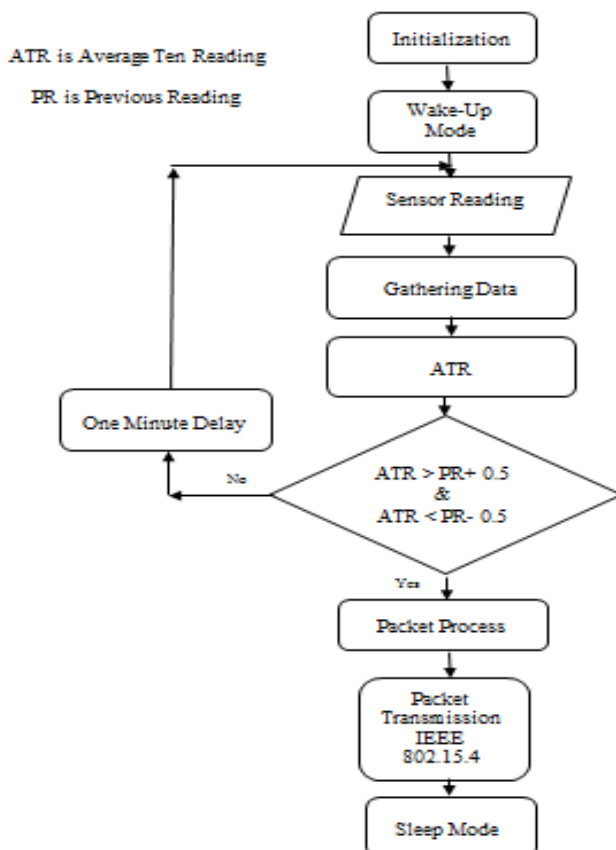 Initialization
ATR is Average Ten Reading
PR is Previous Reading
Wake-Up
Mode
Sensor Reading
Gathering Data
ATR
One Minute Delay
No
ATR > PR+ 0.5
&
ATR < PR- 0.5
Yes
Packet Process
Packet
Transmission
IEEE
802.15.4
Sleep Mode